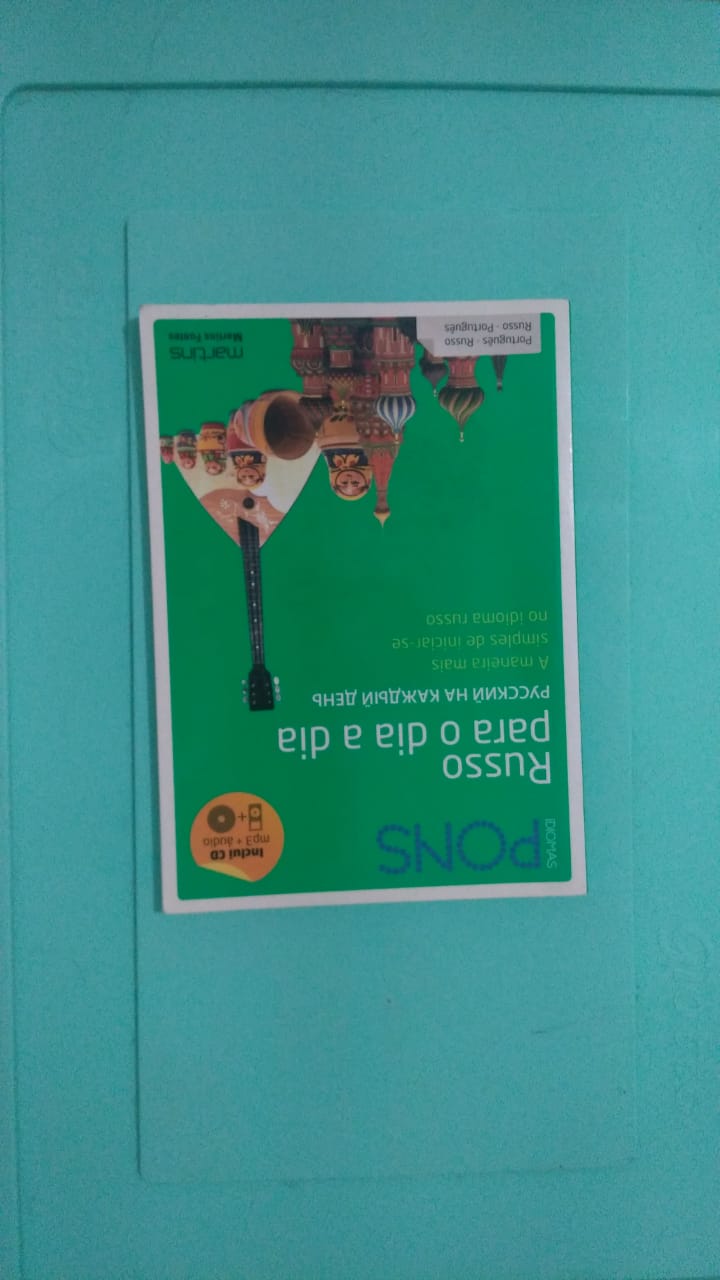 IDIOMAS
PONS
Inclui CD
mp3 + áudio
+
Russo
para o dia a dia
РУССКИЙ НА КАЖДЫЙ ДЕНЬ
A maneira mais
simples de iniciar-se
no idioma russo
Português - Russo
Russo - Português
martins
Martins Fontes